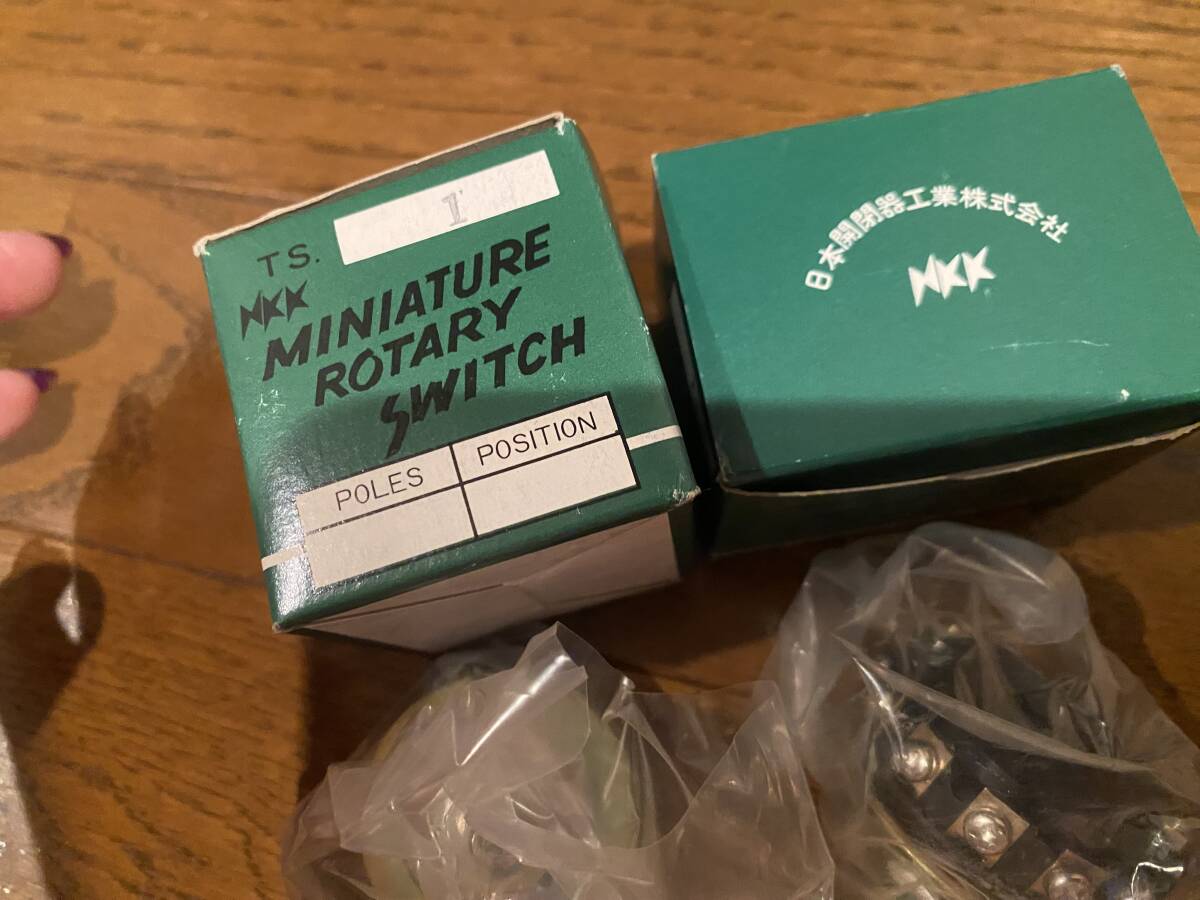 TS. 1
NKK
MINIATURE
ROTARY
SWITCH
POLES POSITION
日本開閉器工業株式会社
NKK